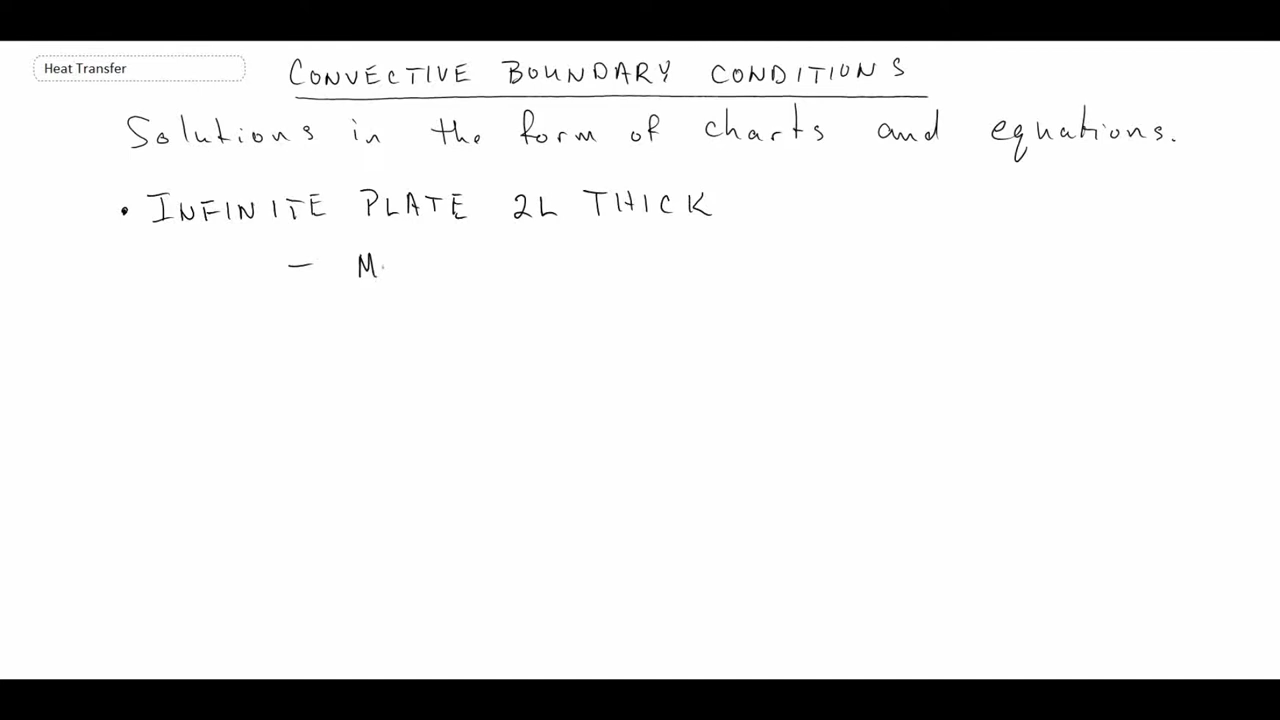 Heat Transfer
CONVECTIVE BOUNDARY CONDITIONS
Solutions in the form of charts and equations.
• INFINITE PLATE 2L THICK
– M